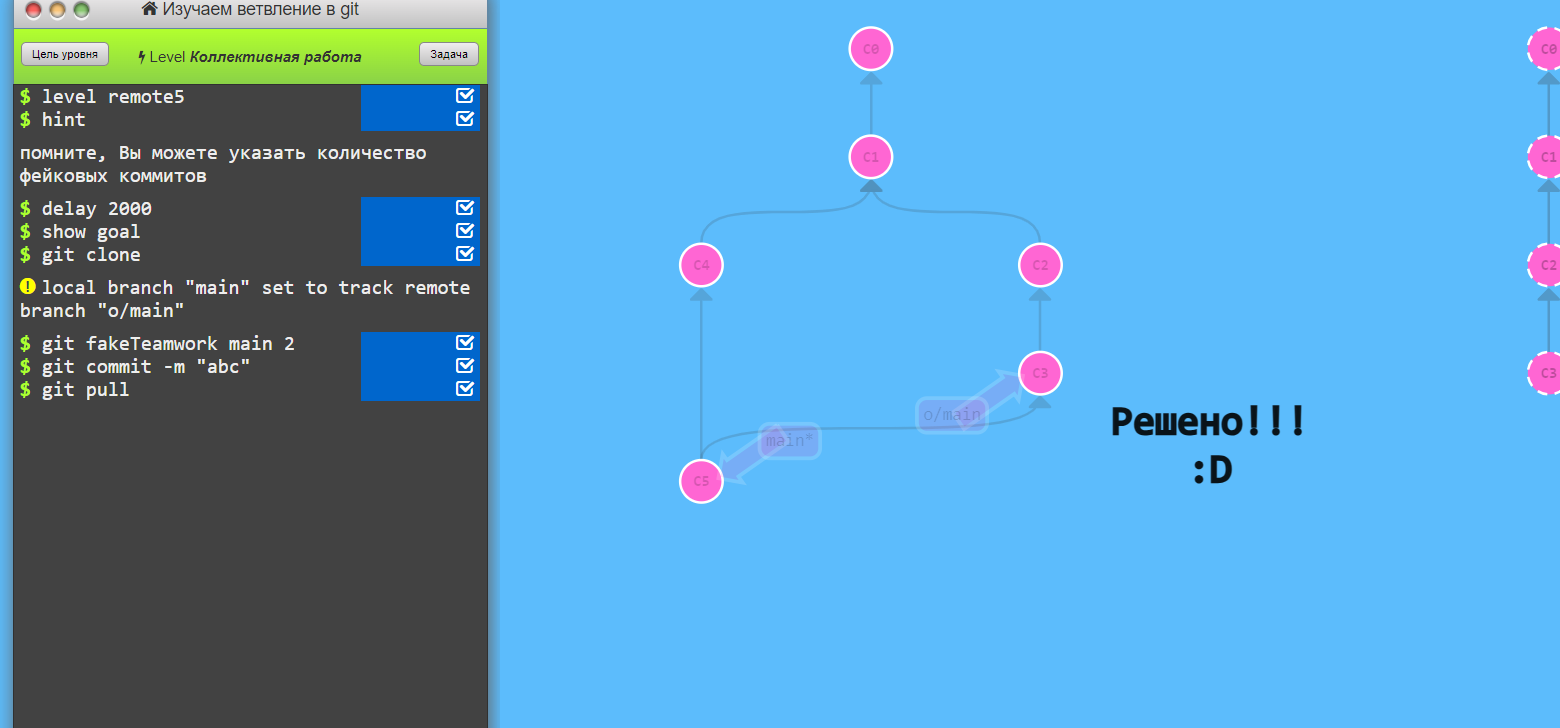 Изучаем ветвление в git
Цель уровня
Level Коллективная работа
Задача
$ level remote5
$ hint
помните, Вы можете указать количество
фейковых коммитов
$ delay 2000
$ show goal
$ git clone
local branch "main" set to track remote
branch "o/main"
$ git fakeTeamwork main 2
$ git commit -m "abc"
$ git pull
C0
C1
C4
C2
C3
o/main
main*
C5
Решено!!!
:D
C0
C1
C2
C3